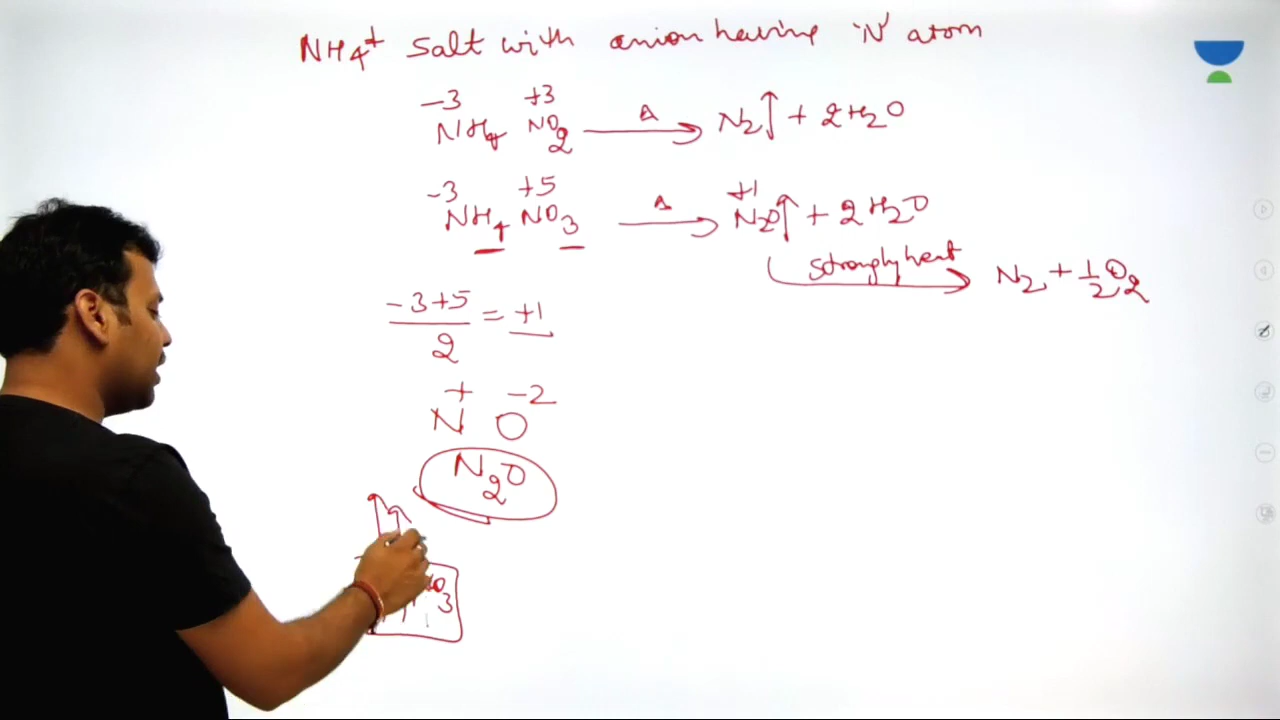 NH4+ Salt with anion having 'N' atom
-3 +3
NH4 NO2 —Δ→ N2↑ + 2H2O
-3 +5 +1
NH4 NO3 —Δ→ N2O↑ + 2H2O
Strongly heat → N2 + 1/2 O2
-3+5
—— = +1
2
+ -2
N O
N2O
O3